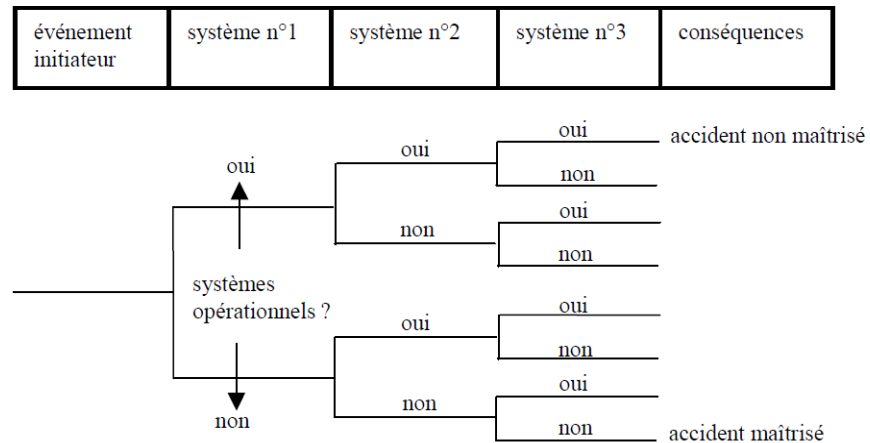 événement
initiateur
système n°1
système n°2
système n°3
conséquences
oui
accident non maîtrisé
oui
oui
non
oui
non
non
systèmes
opérationnels ?
oui
oui
non
oui
non
non
non
accident maîtrisé
non